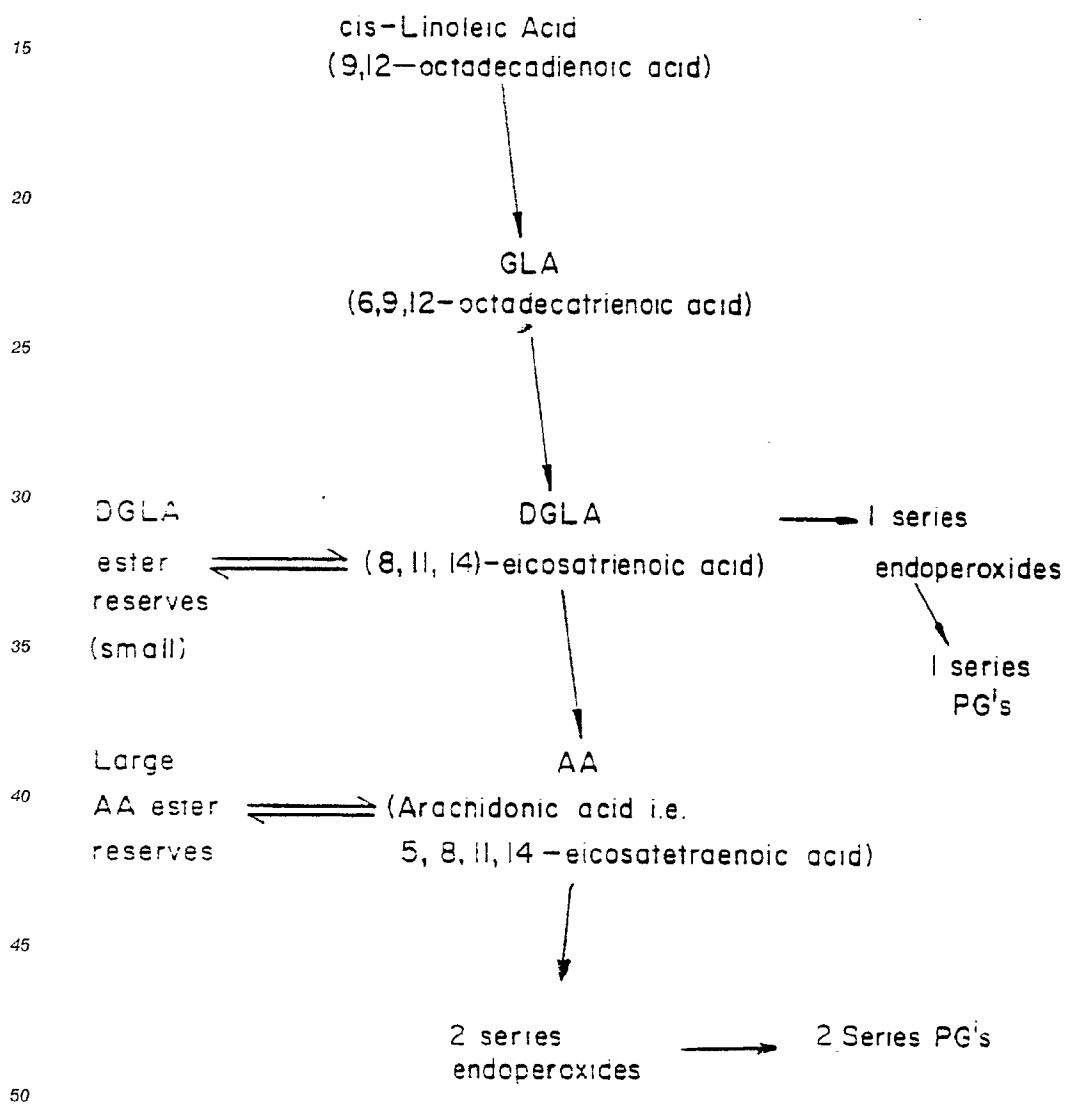 15
cis-Linoleic Acid
(9,12-octadecadienoic acid)
20
GLA
(6,9,12-octadecatrienoic acid)
25
30
DGLA
DGLA
1 series
ester
(8, 11, 14)-eicosatrienoic acid)
endoperoxides
reserves
35
(small)
1 series
PG's
Large
AA
40
AA ester
(Arachidonic acid i.e.
reserves
5, 8, 11, 14 -eicosatetraenoic acid)
45
2 series
2 Series PG's
endoperoxides
50